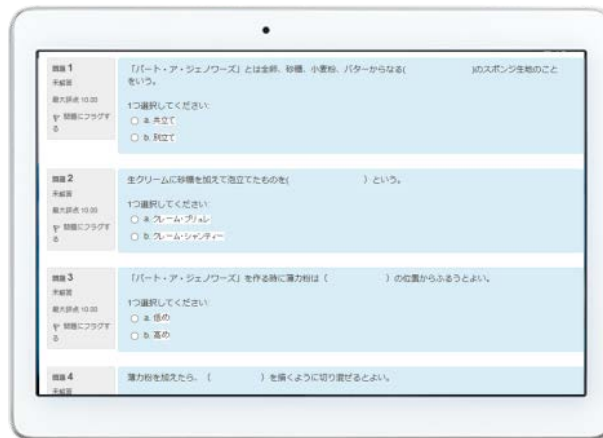 問題 1
未解答
最大評点 10.00
問題にフラグす
る
「パート・ア・ジェノワーズ」とは全卵、砂糖、小麦粉、バターからなる( )のスポンジ生地のこと
をいう。
1つ選択してください:
a. 共立て
b. 別立て
問題 2
未解答
最大評点 10.00
問題にフラグす
る
生クリームに砂糖を加えて泡立てたものを( ) という。
1つ選択してください:
a. クレーム・ブリュレ
b. クレーム・シャンティー
問題 3
未解答
最大評点 10.00
問題にフラグす
る
「パート・ア・ジェノワーズ」を作る時に薄力粉は ( ) の位置からふるうとよい。
1つ選択してください:
a. 低め
b. 高め
問題 4
未解答
薄力粉を加えたら、 ( ) を描くように切り混ぜるとよい。